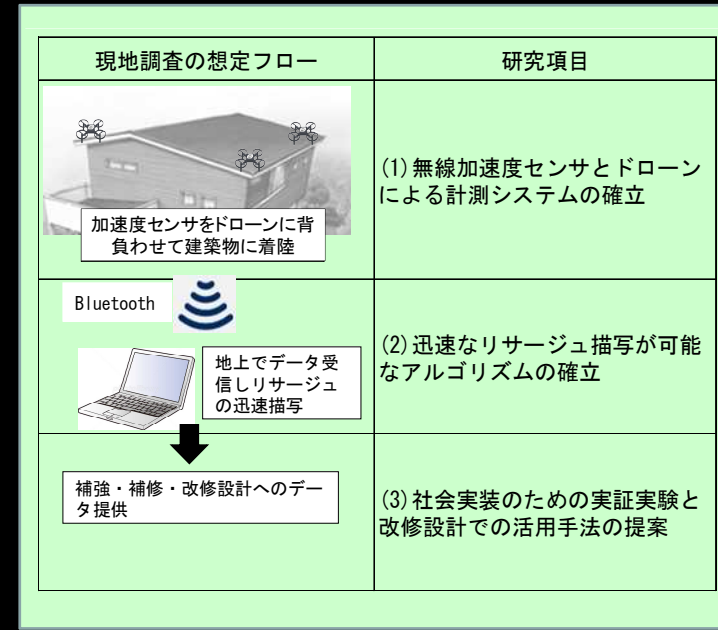 現地調査の想定フロー
研究項目
加速度センサをドローンに背
負わせて建築物に着陸
(1)無線加速度センサとドローン
による計測システムの確立
Bluetooth
地上でデータ受
信しリサージュ
の迅速描写
(2)迅速なリサージュ描写が可能
なアルゴリズムの確立
補強・補修・改修設計へのデー
タ提供
(3)社会実装のための実証実験と
改修設計での活用手法の提案